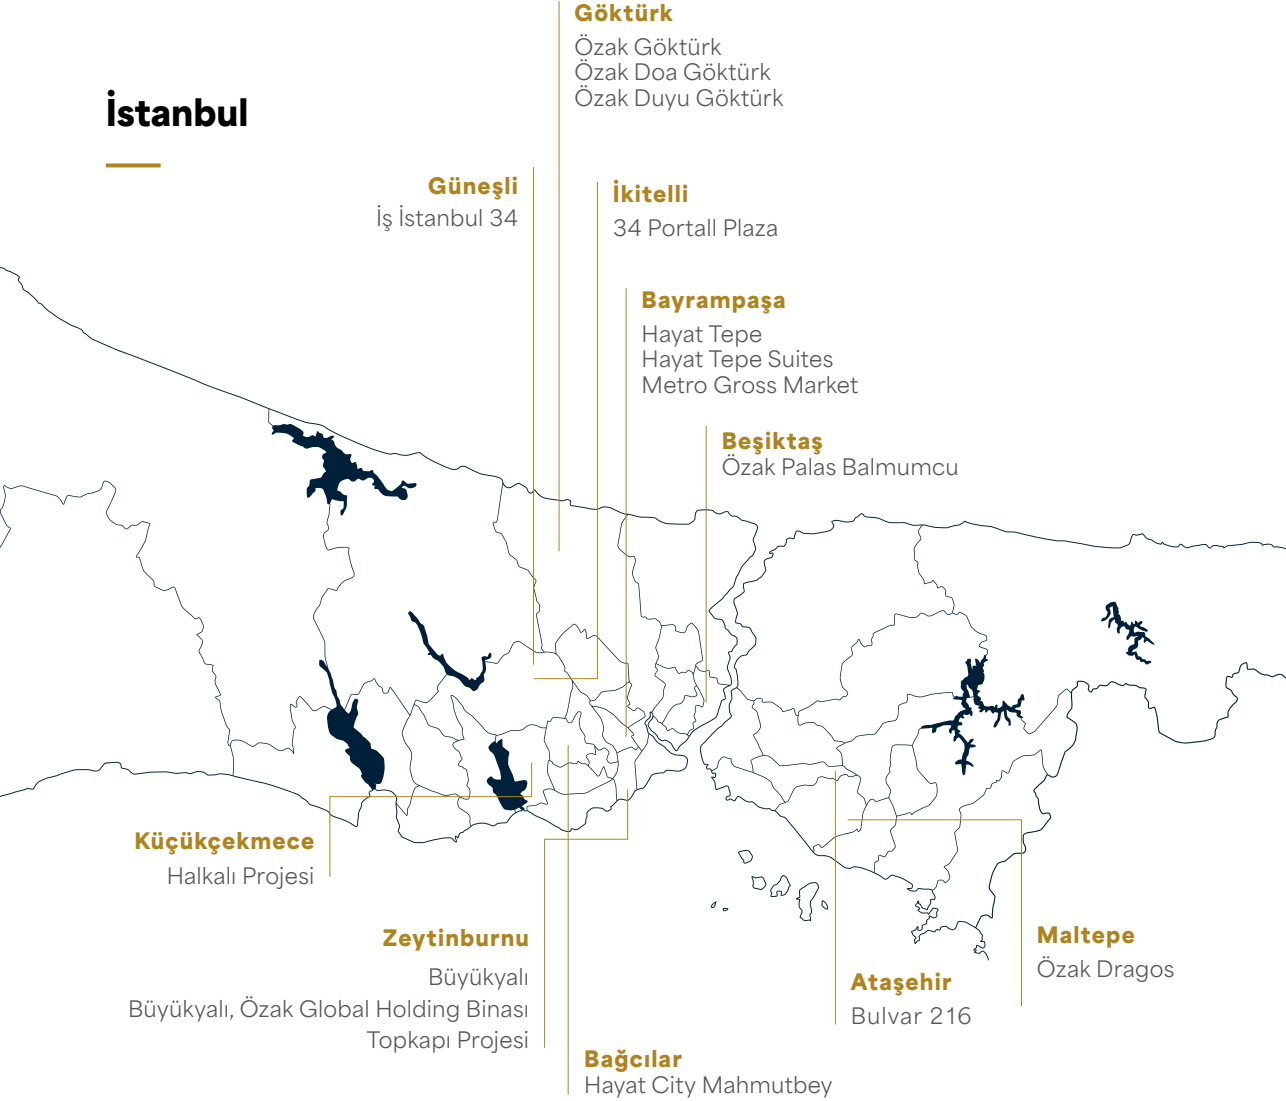 Göktürk
Özak Göktürk
Özak Doa Göktürk
Özak Duyu Göktürk
İstanbul
Güneşli
İş İstanbul 34
İkitelli
34 Portall Plaza
Bayrampaşa
Hayat Tepe
Hayat Tepe Suites
Metro Gross Market
Beşiktaş
Özak Palas Balmumcu
Küçükçekmece
Halkalı Projesi
Zeytinburnu
Büyükyalı
Büyükyalı, Özak Global Holding Binası
Topkapı Projesi
Bağcılar
Hayat City Mahmutbey
Ataşehir
Bulvar 216
Maltepe
Özak Dragos